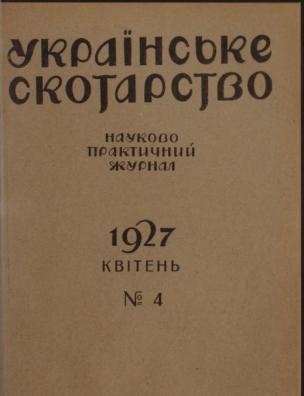 УКРАЇНСЬКЕ
СКОТАРСТВО
НАУКОВО
ПРАКТИЧНИЙ
ЖУРНАЛ
1927
КВІТЕНЬ
№ 4